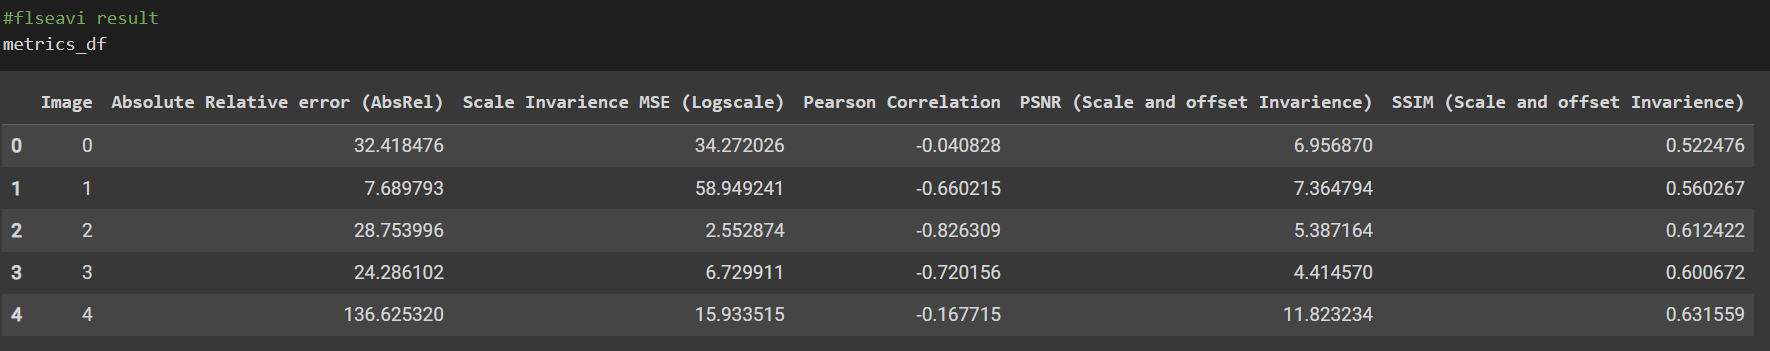 #flseavi result
metrics_df
Image Absolute Relative error (AbsRel) Scale Invarience MSE (Logscale) Pearson Correlation PSNR (Scale and offset Invarience) SSIM (Scale and offset Invarience)
0 0 32.418476 34.272026 -0.040828 6.956870 0.522476
1 1 7.689793 58.949241 -0.660215 7.364794 0.560267
2 2 28.753996 2.552874 -0.826309 5.387164 0.612422
3 3 24.286102 6.729911 -0.720156 4.414570 0.600672
4 4 136.625320 15.933515 -0.167715 11.823234 0.631559